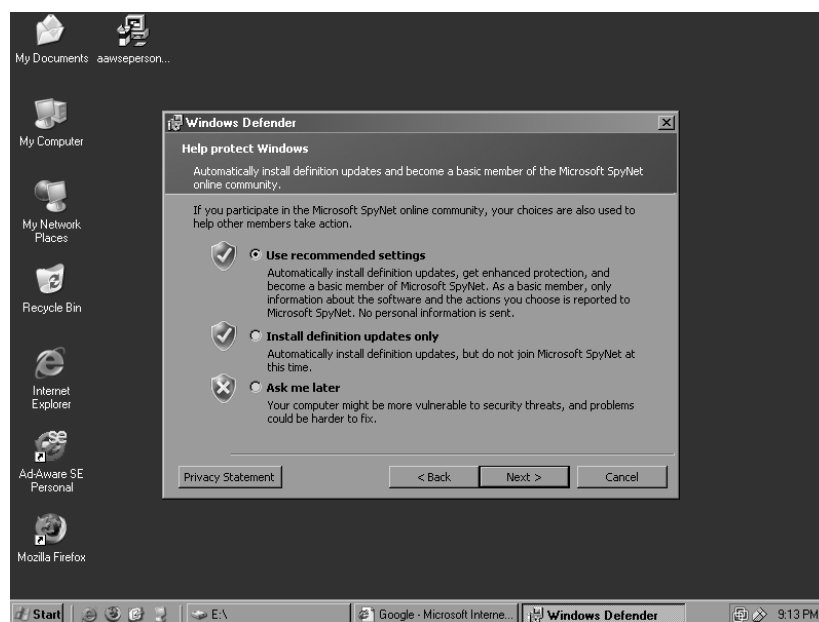 My Documents
aawseperson...
My Computer
My Network
Places
Recycle Bin
Internet
Explorer
Ad-Aware SE
Personal
Mozilla Firefox
Windows Defender
Help protect Windows
Automatically install definition updates and become a basic member of the Microsoft SpyNet
online community.
If you participate in the Microsoft SpyNet online community, your choices are also used to
help other members take action.
Use recommended settings
Automatically install definition updates, get enhanced protection, and
become a basic member of Microsoft SpyNet. As a basic member, only
information about the software and the actions you choose is reported to
Microsoft SpyNet. No personal information is sent.
Install definition updates only
Automatically install definition updates, but do not join Microsoft SpyNet at
this time.
Ask me later
Your computer might be more vulnerable to security threats, and problems
could be harder to fix.
Privacy Statement
< Back
Next >
Cancel
Start
E:\
Google - Microsoft Interne...
Windows Defender
9:13 PM